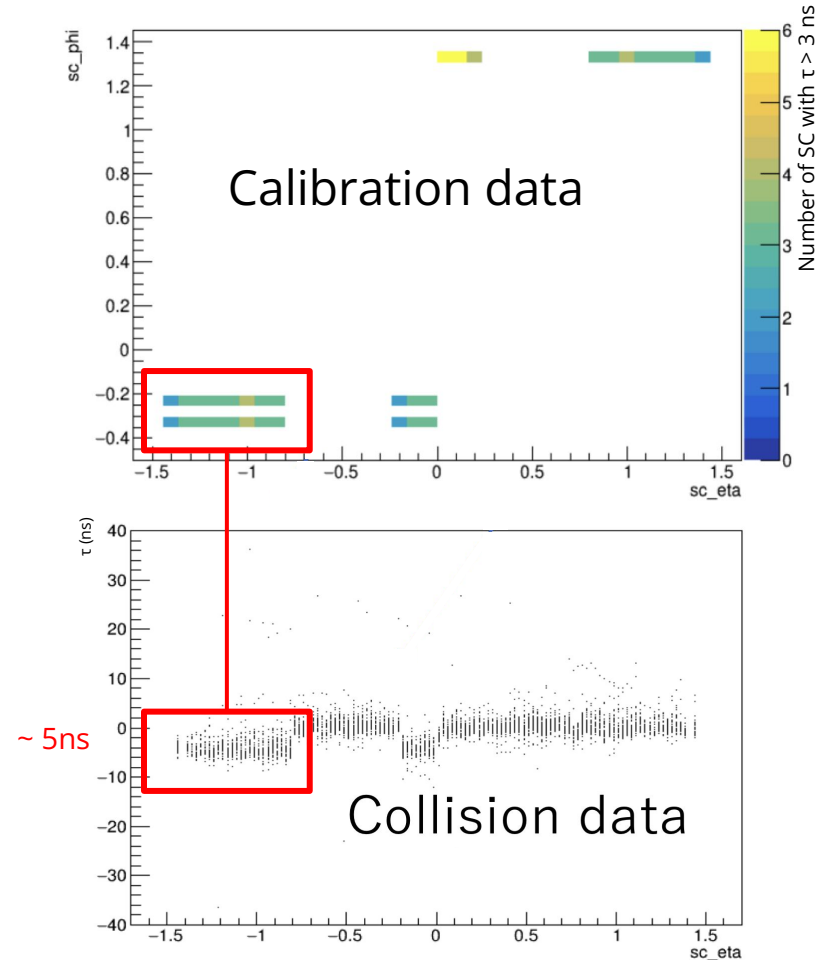 sc_phi
1.4
1.2
1
0.8
0.6
0.4
0.2
0
−0.2
−0.4
Calibration data
6
5
4
3
2
1
0
Number of SC with τ > 3 ns
−1.5 −1 −0.5 0 0.5 1 1.5
sc_eta
τ (ns)
40
30
20
10
0
−10
−20
−30
−40
~ 5ns
Collision data
−1.5 −1 −0.5 0 0.5 1 1.5
sc_eta